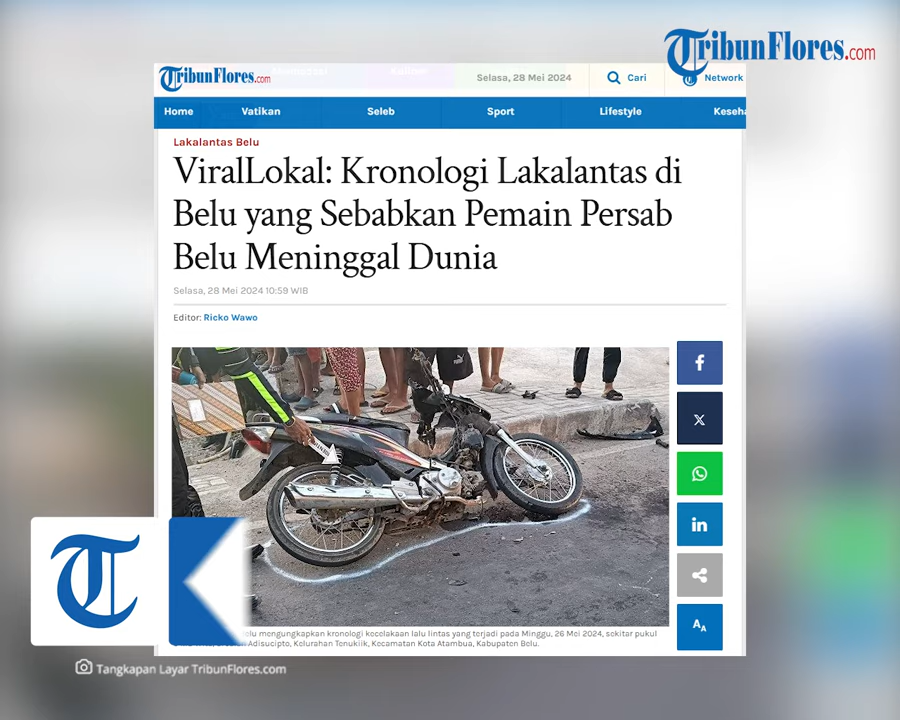 TribunFlores.com
TribunFlores.com
Selasa, 28 Mei 2024
Cari
Network
Home
Vatikan
Seleb
Sport
Lifestyle
Keseha
Lakalantas Belu
ViralLokal: Kronologi Lakalantas di
Belu yang Sebabkan Pemain Persab
Belu Meninggal Dunia
Selasa, 28 Mei 2024 10:59 WIB
Editor: Ricko Wawo
elu mengungkapkan kronologi kecelakaan lalu lintas yang terjadi pada Minggu, 26 Mei 2024, sekitar pukul
Adisucipto, Kelurahan Tenukiik, Kecamatan Kota Atambua, Kabupaten Belu.
Tangkapan Layar TribunFlores.com